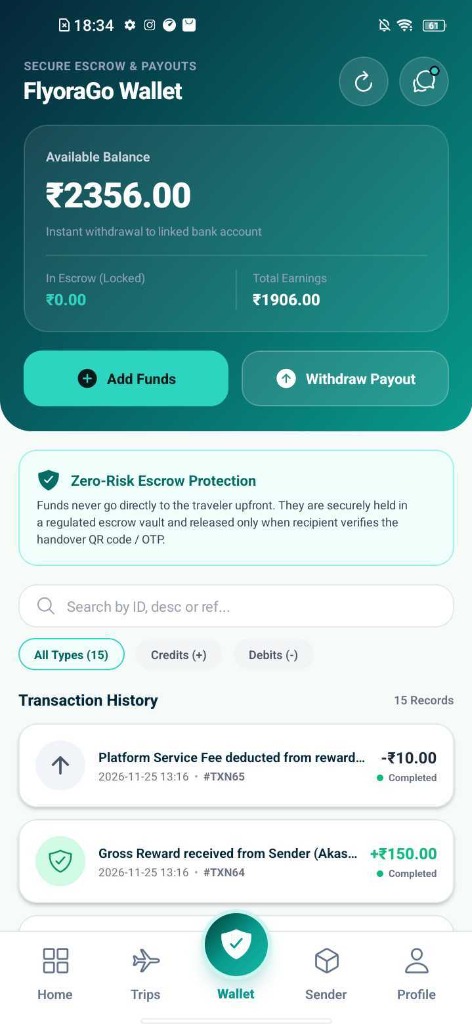 18:34
61
SECURE ESCROW & PAYOUTS
FlyoraGo Wallet
Available Balance
₹2356.00
Instant withdrawal to linked bank account
In Escrow (Locked)
Total Earnings
₹0.00
₹1906.00
Add Funds
Withdraw Payout
Zero-Risk Escrow Protection
Funds never go directly to the traveler upfront. They are securely held in
a regulated escrow vault and released only when recipient verifies the
handover QR code / OTP.
Search by ID, desc or ref...
All Types (15)
Credits (+)
Debits (-)
Transaction History
15 Records
Platform Service Fee deducted from reward...
-₹10.00
2026-11-25 13:16 • #TXN65
Completed
Gross Reward received from Sender (Akas...
+₹150.00
2026-11-25 13:16 • #TXN64
Completed
Home
Trips
Wallet
Sender
Profile